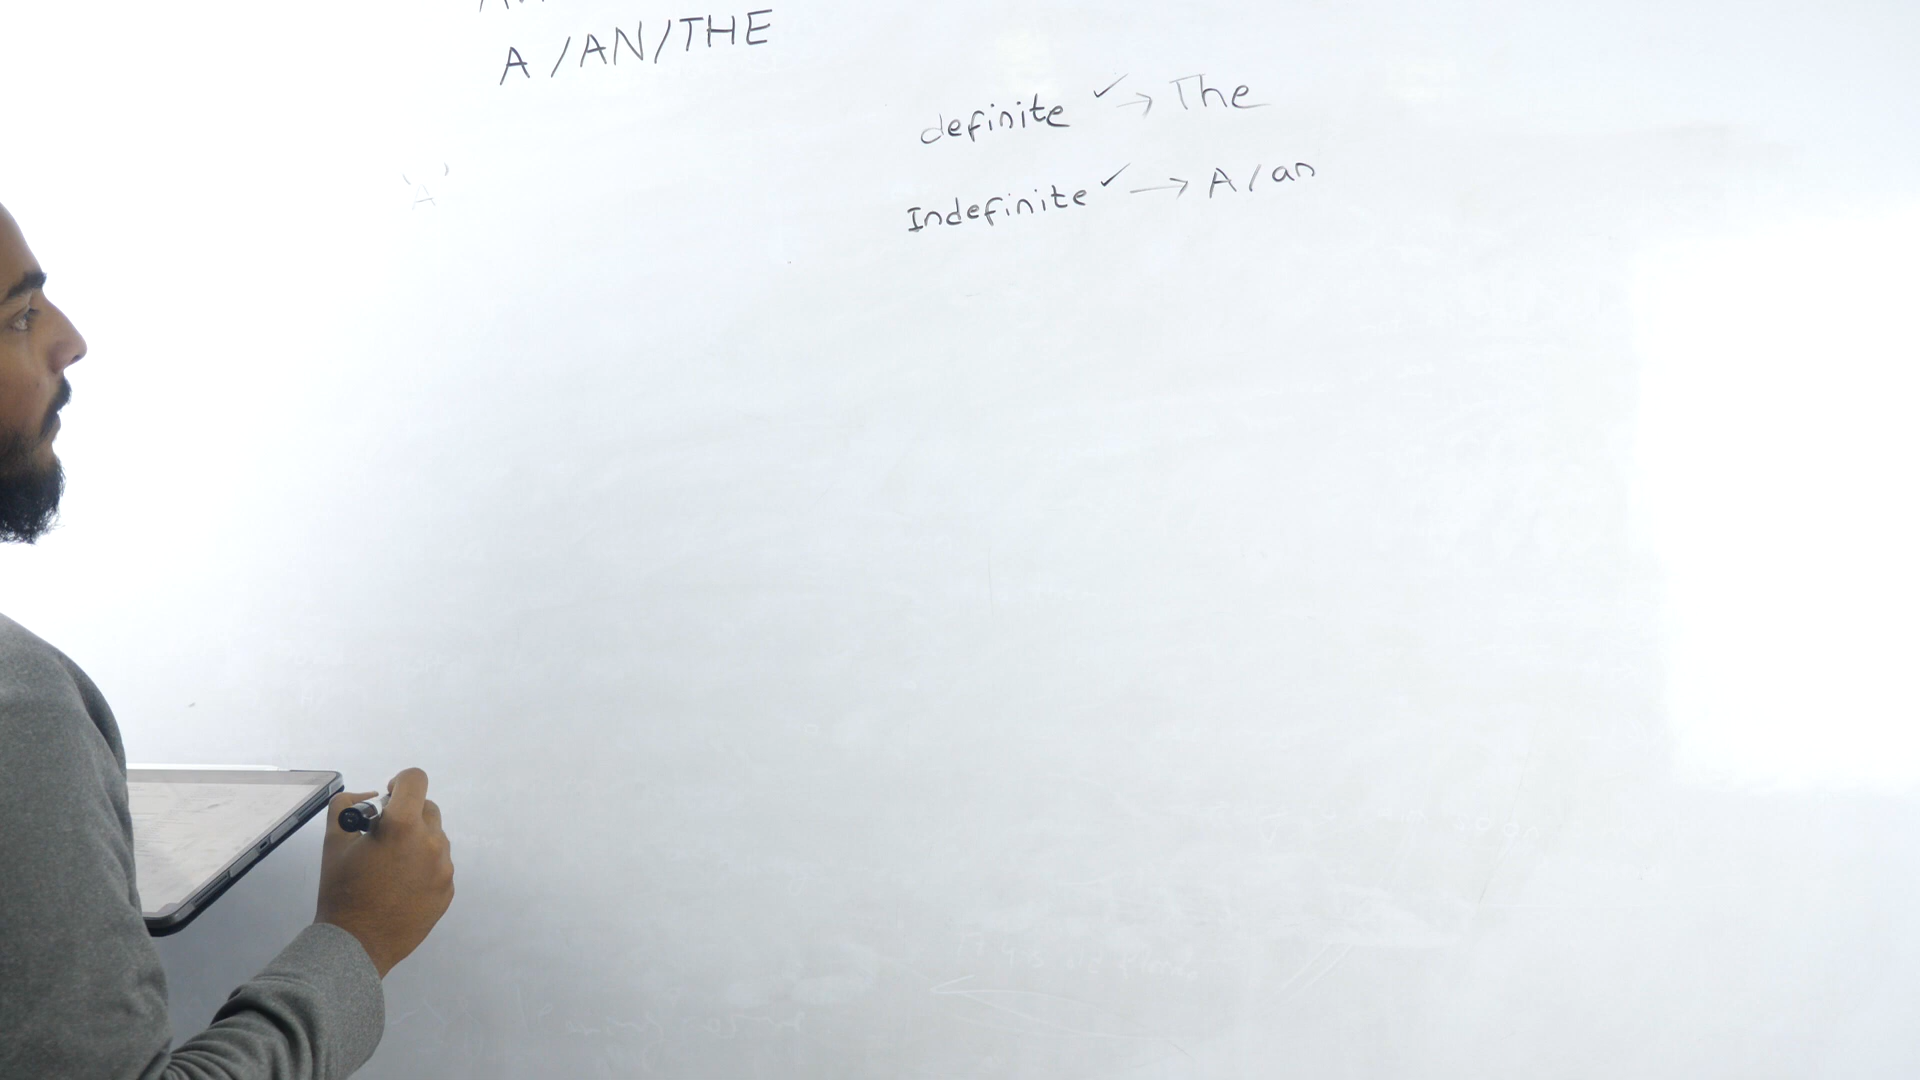 A/AN/THE
definite ✓ → The
Indefinite ✓ → A/an
'A'